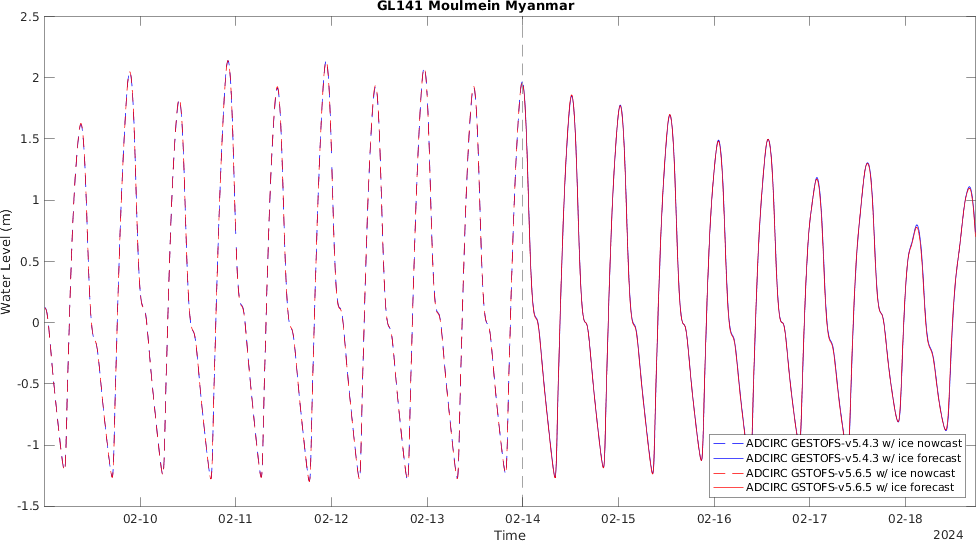 GL141 Moulmein Myanmar
Water Level (m)
2.5
2
1.5
1
0.5
0
-0.5
-1
-1.5
02-10
02-11
02-12
02-13
02-14
02-15
02-16
02-17
02-18
Time
2024
ADCIRC GESTOFS-v5.4.3 w/ ice nowcast
ADCIRC GESTOFS-v5.4.3 w/ ice forecast
ADCIRC GSTOFS-v5.6.5 w/ ice nowcast
ADCIRC GSTOFS-v5.6.5 w/ ice forecast